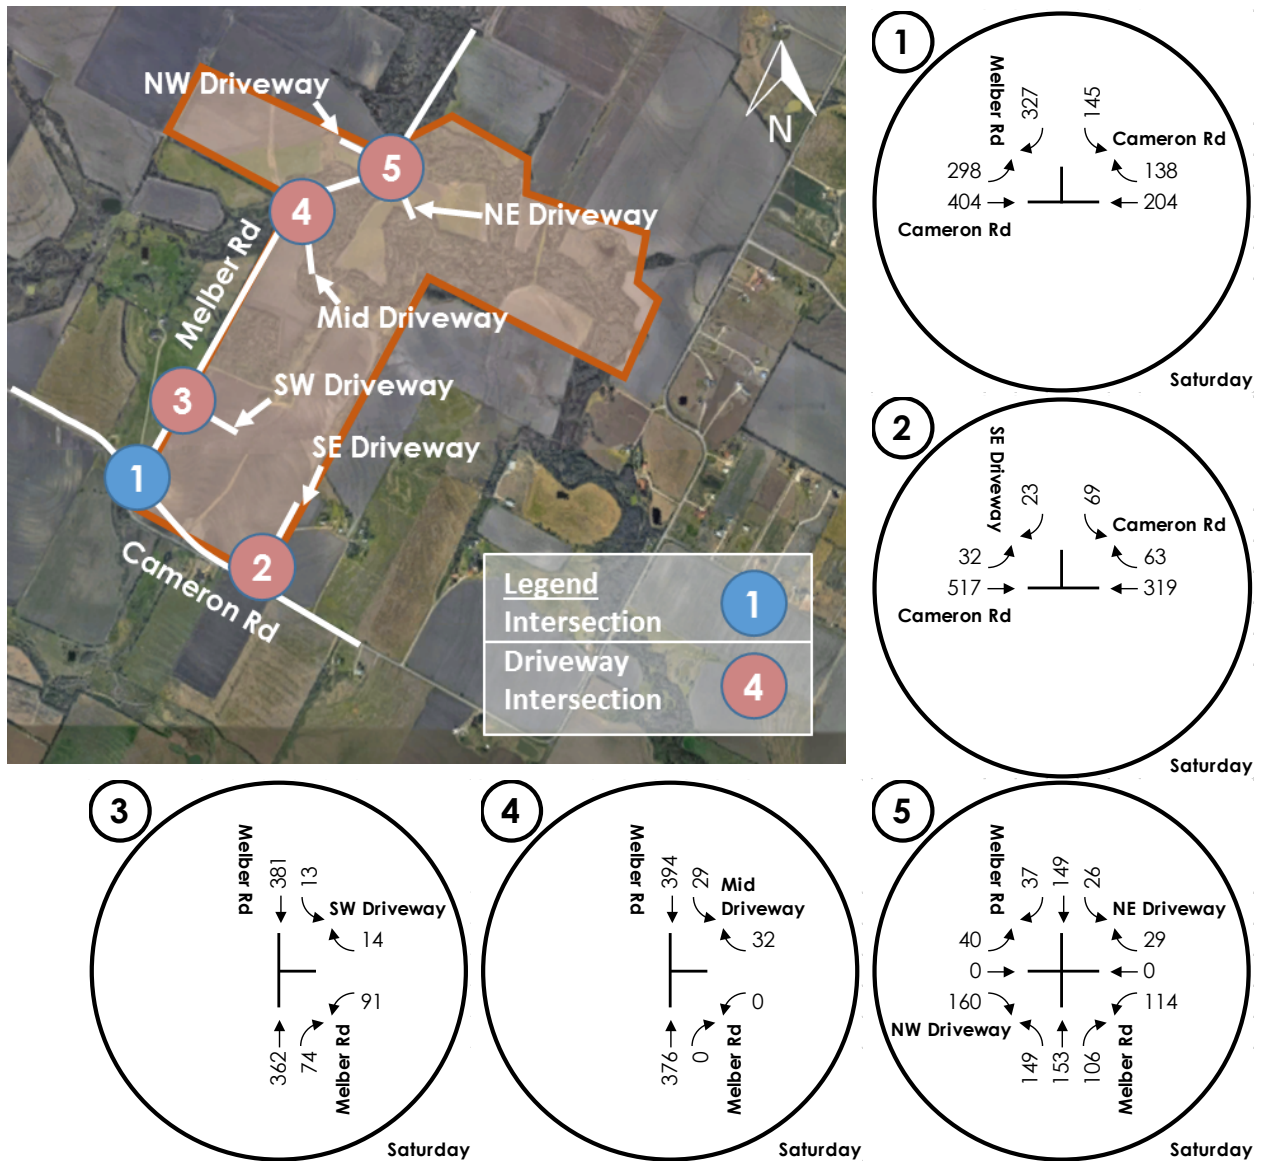 NW Driveway
N
5
4
NE Driveway
Melber Rd
Mid Driveway
3
SW Driveway
SE Driveway
1
2
Cameron Rd
Legend
Intersection
1
Driveway
Intersection
4
1
Melber Rd
327
145
Cameron Rd
298
138
404
204
Cameron Rd
Saturday
2
SE Driveway
23
69
Cameron Rd
32
63
517
319
Cameron Rd
Saturday
3
Melber Rd
381
13
SW Driveway
14
91
362
74
Melber Rd
Saturday
4
Melber Rd
394
29
Mid
Driveway
32
0
376
0
Melber Rd
Saturday
5
Melber Rd
37
149
26
NE Driveway
40
29
0
0
160
114
NW Driveway
149
153
106
Melber Rd
Saturday